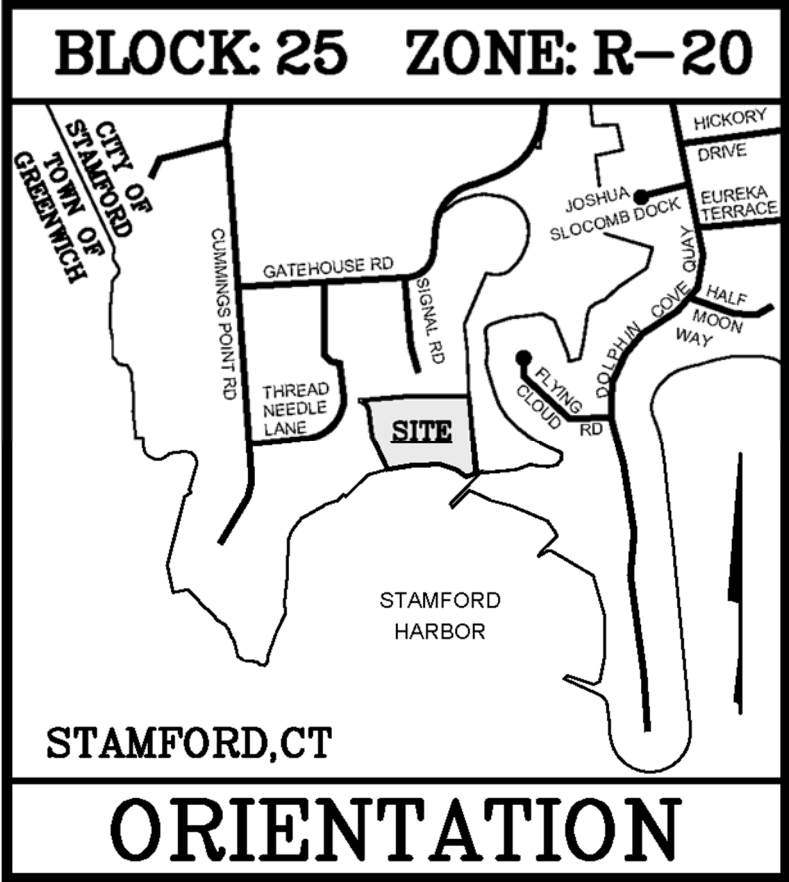 BLOCK: 25 ZONE: R-20
CITY OF
STAMFORD
TOWN OF
GREENWICH
HICKORY
DRIVE
JOSHUA
SLOCOMB DOCK
EUREKA
TERRACE
CUMMINGS POINT RD
GATEHOUSE RD
SIGNAL RD
DOLPHIN COVE QUAY
HALF
MOON
WAY
THREAD
NEEDLE
LANE
FLYING
CLOUD
RD
SITE
STAMFORD
HARBOR
STAMFORD,CT
ORIENTATION